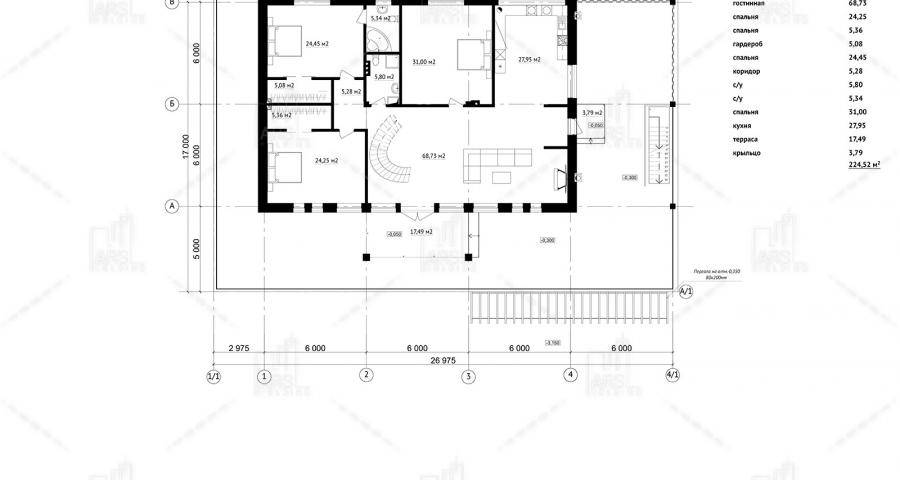 гостинная 68,73
спальня 24,25
спальня 5,36
гардероб 5,08
спальня 24,45
коридор 5,28
с/у 5,80
с/у 5,34
спальня 31,00
кухня 27,95
терраса 17,49
крыльцо 3,79
224,52 м²
В
5,34 м2
24,45 м2
31,00 м2
27,95 м2
6 000
5,80 м2
5,08 м2
5,28 м2
Б
5,36 м2
3,79 м2
-0,050
17 000
6 000
68,73 м2
24,25 м2
-0,300
А
17,49 м2
-0,050
-0,300
5 000
Пергола на отм.-0,350
80х200мм
А/1
-3,150
2 975
6 000
6 000
6 000
6 000
26 975
1/1
1
2
3
4
4/1
ARS